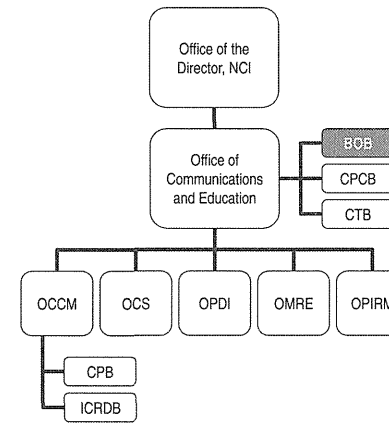 Office of the
Director, NCI
Office of
Communications
and Education
BOB
CPCB
CTB
OCCM
OCS
OPDI
OMRE
OPIRM
CPB
ICRDB